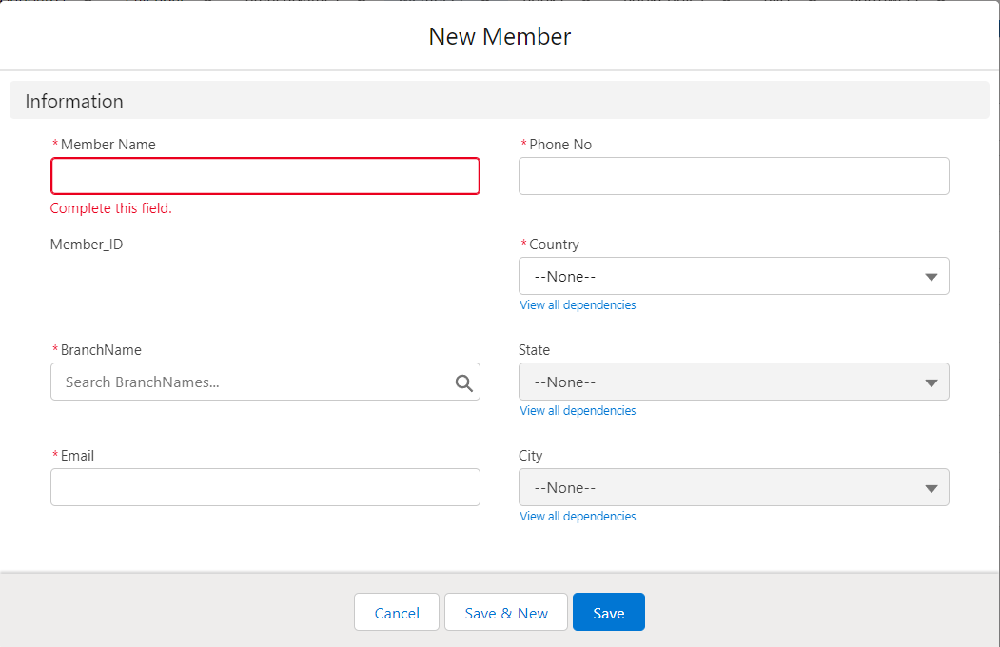 New Member
Information
*Member Name
*Phone No
Complete this field.
Member_ID
*Country
--None--
View all dependencies
*BranchName
State
Search BranchNames...
--None--
View all dependencies
*Email
City
--None--
View all dependencies
Cancel
Save & New
Save